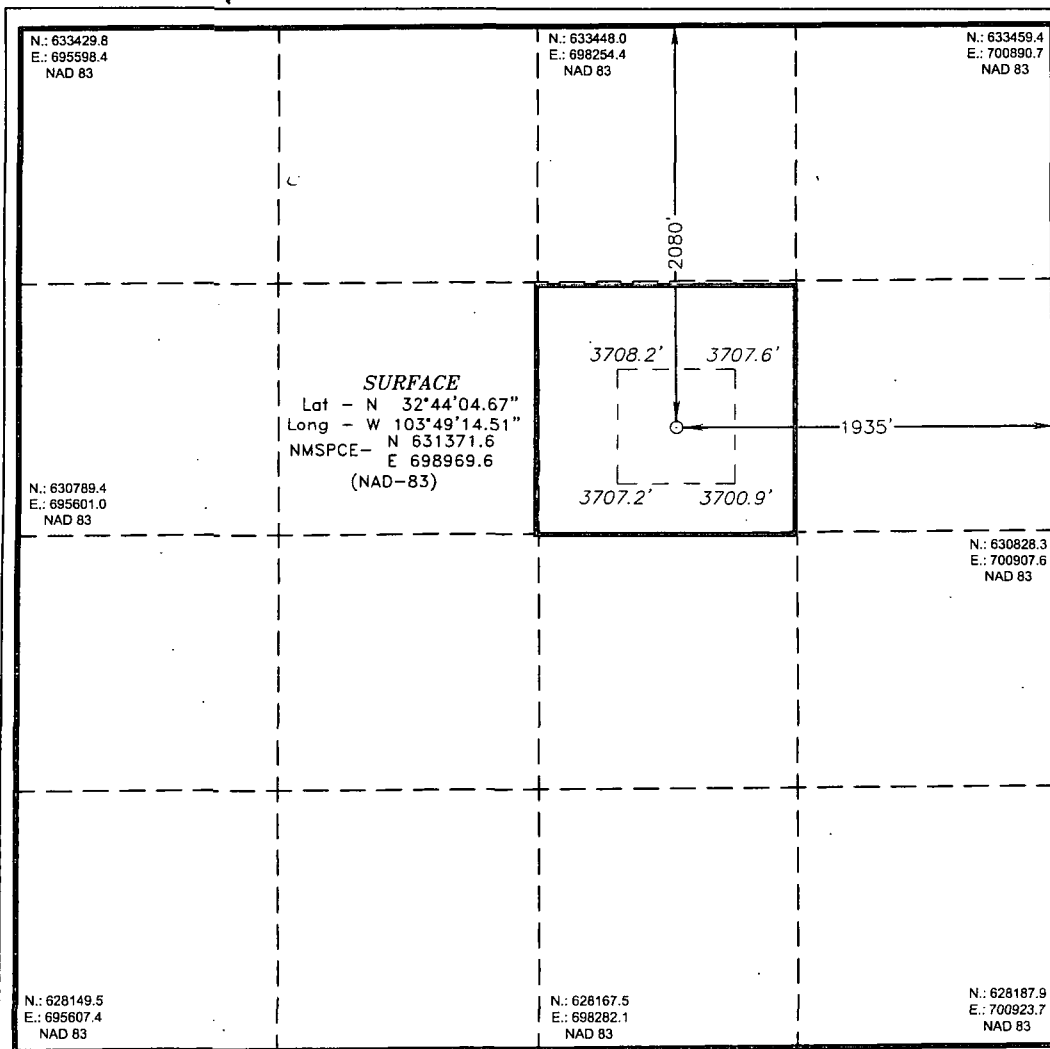 N.: 633429.8
E.: 695598.4
NAD 83
N.: 633448.0
E.: 698254.4
NAD 83
N.: 633459.4
E.: 700890.7
NAD 83
2080'
3708.2' 3707.6'
SURFACE
Lat - N 32°44'04.67"
Long - W 103°49'14.51"
NMSPCE- N 631371.6
E 698969.6
(NAD-83)
1935'
3707.2' 3700.9'
N.: 630789.4
E.: 695601.0
NAD 83
N.: 630828.3
E.: 700907.6
NAD 83
N.: 628149.5
E.: 695607.4
NAD 83
N.: 628167.5
E.: 698282.1
NAD 83
N.: 628187.9
E.: 700923.7
NAD 83